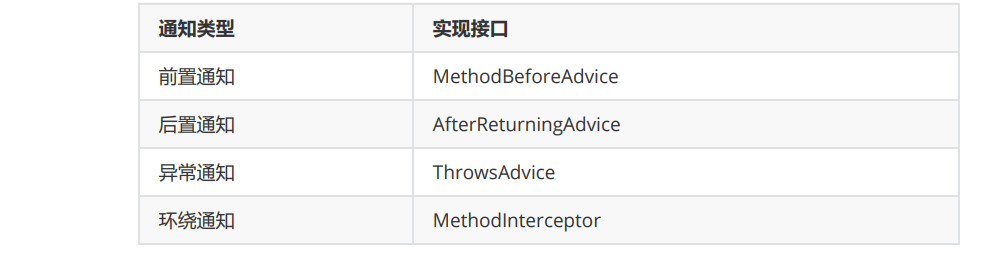 通知类型 实现接口
前置通知 MethodBeforeAdvice
后置通知 AfterReturningAdvice
异常通知 ThrowsAdvice
环绕通知 MethodInterceptor